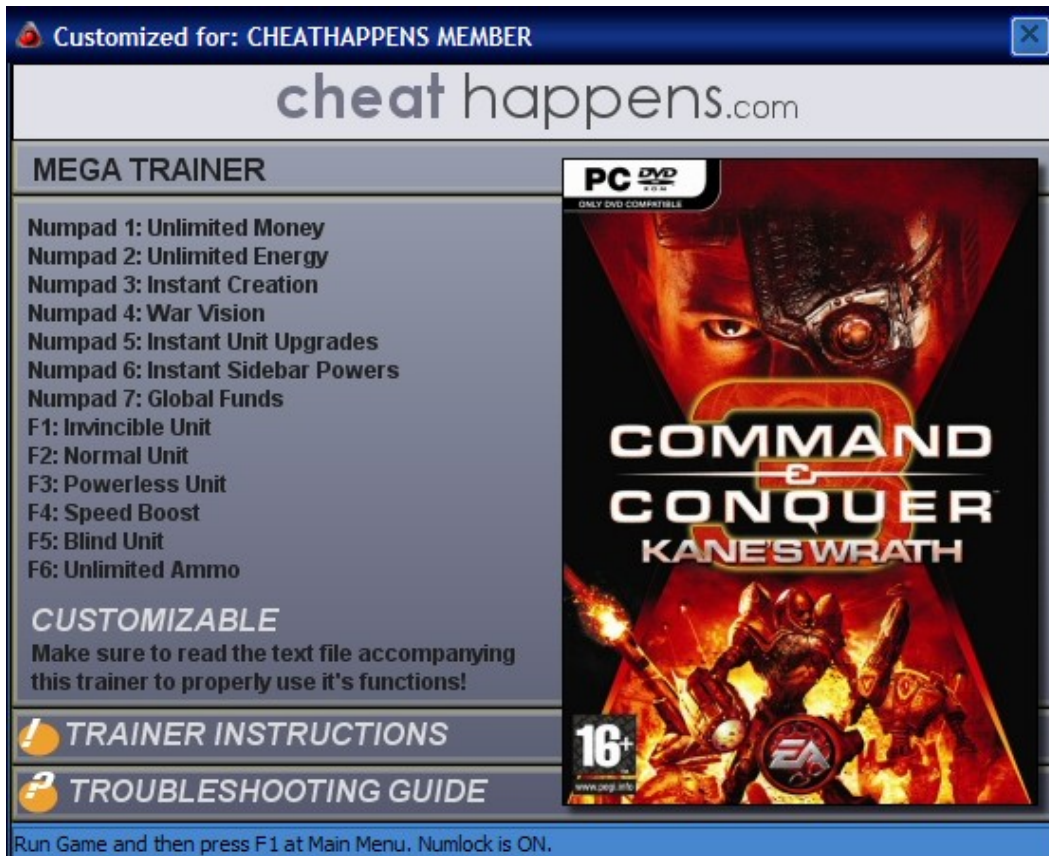 Customized for: CHEATHAPPENS MEMBER
cheat happens.com
MEGA TRAINER
Numpad 1: Unlimited Money
Numpad 2: Unlimited Energy
Numpad 3: Instant Creation
Numpad 4: War Vision
Numpad 5: Instant Unit Upgrades
Numpad 6: Instant Sidebar Powers
Numpad 7: Global Funds
F1: Invincible Unit
F2: Normal Unit
F3: Powerless Unit
F4: Speed Boost
F5: Blind Unit
F6: Unlimited Ammo
CUSTOMIZABLE
Make sure to read the text file accompanying
this trainer to properly use it's functions!
! TRAINER INSTRUCTIONS
? TROUBLESHOOTING GUIDE
PC DVD
ROM
ONLY DVD COMPATIBLE
3
COMMAND
&
CONQUER
KANE'S WRATH
16+
www.pegi.info
EA
Run Game and then press F1 at Main Menu. Numlock is ON.